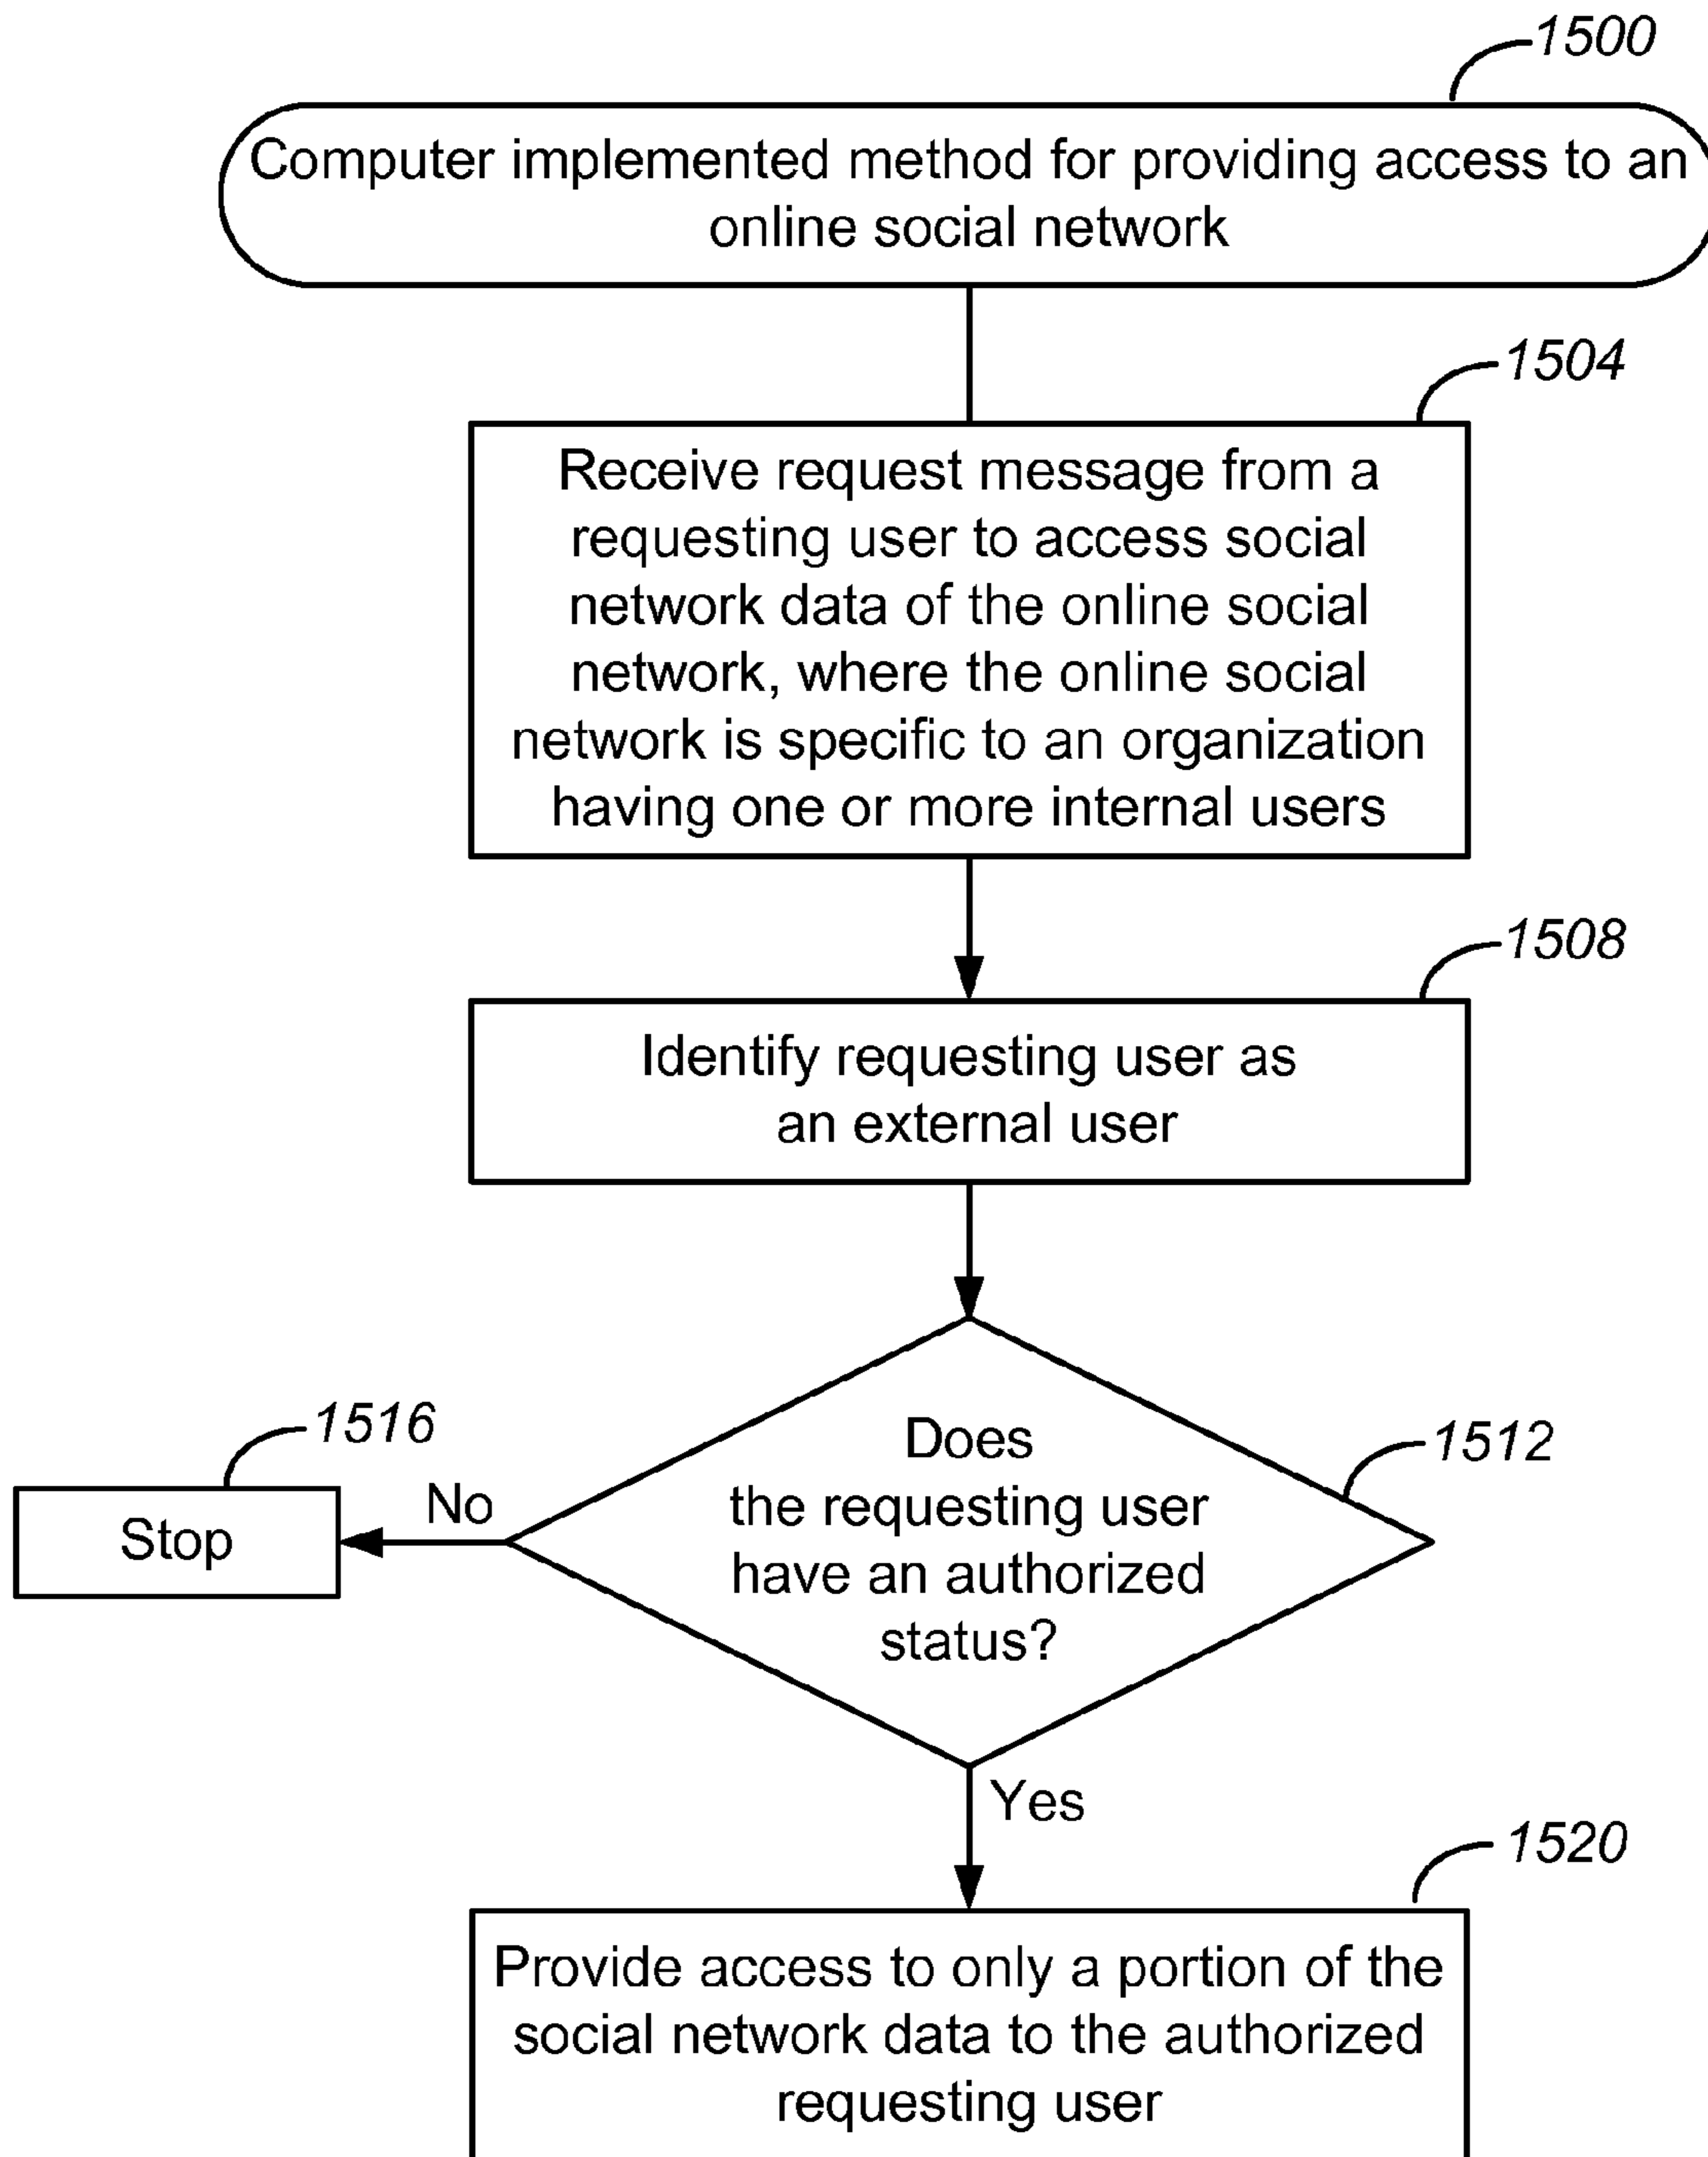 1500
Computer implemented method for providing access to an
online social network
1504
Receive request message from a
requesting user to access social
network data of the online social
network, where the online social
network is specific to an organization
having one or more internal users
1508
Identify requesting user as
an external user
1512
Does
the requesting user
have an authorized
status?
No
1516
Stop
Yes
1520
Provide access to only a portion of the
social network data to the authorized
requesting user